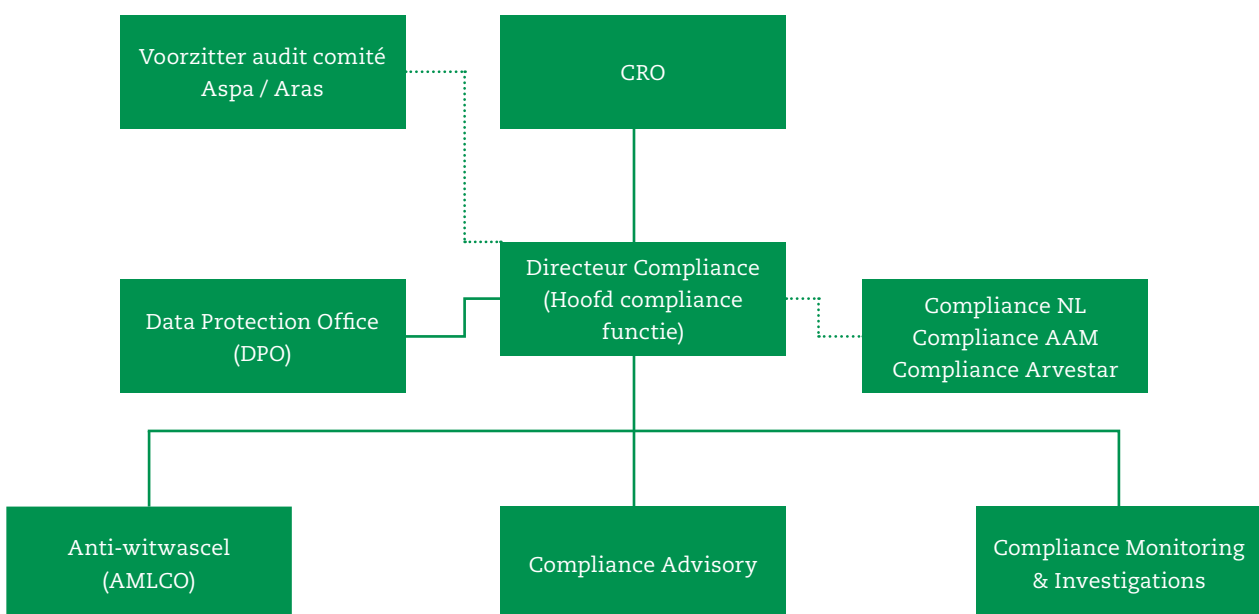 Voorzitter audit comité
Aspa / Aras
CRO
Directeur Compliance
(Hoofd compliance
functie)
Data Protection Office
(DPO)
Compliance NL
Compliance AAM
Compliance Arvestar
Anti-witwascel
(AMLCO)
Compliance Advisory
Compliance Monitoring
& Investigations